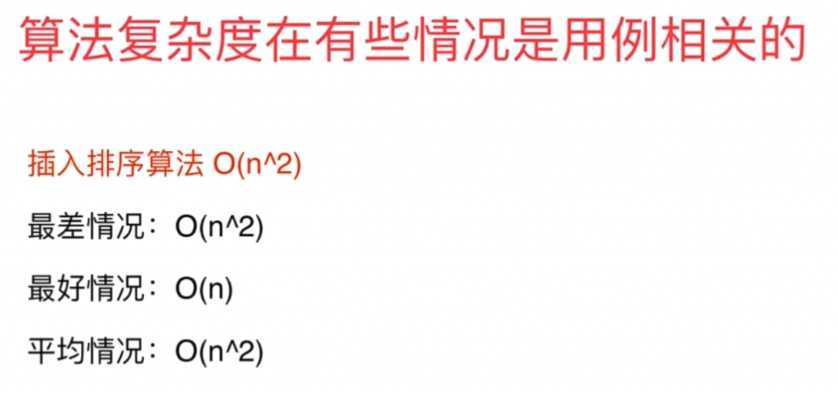 算法复杂度在有些情况是用例相关的
插入排序算法 O(n^2)
最差情况：O(n^2)
最好情况：O(n)
平均情况：O(n^2)